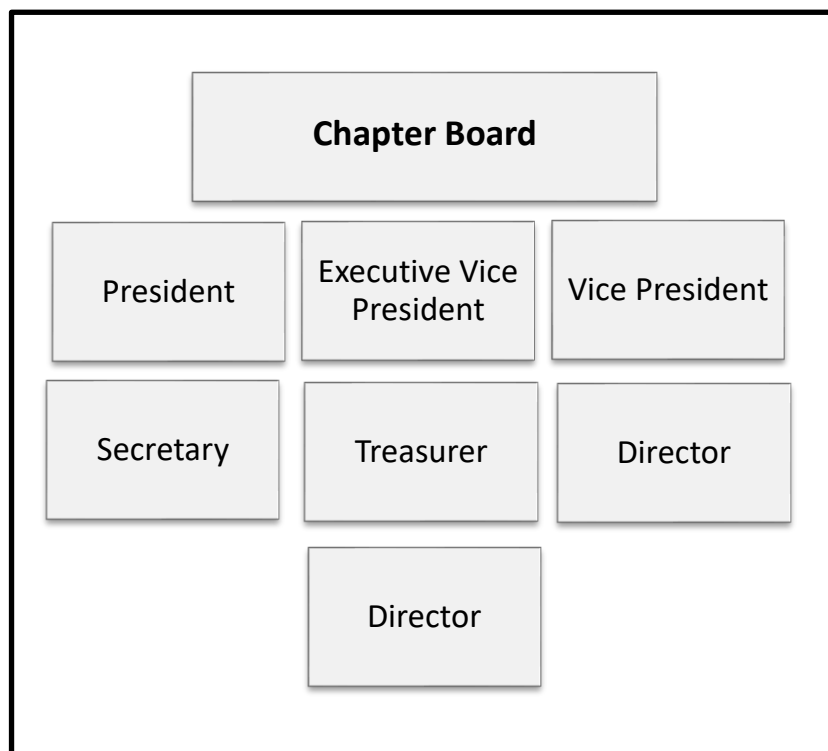 Chapter Board
President
Executive Vice
President
Vice President
Secretary
Treasurer
Director
Director